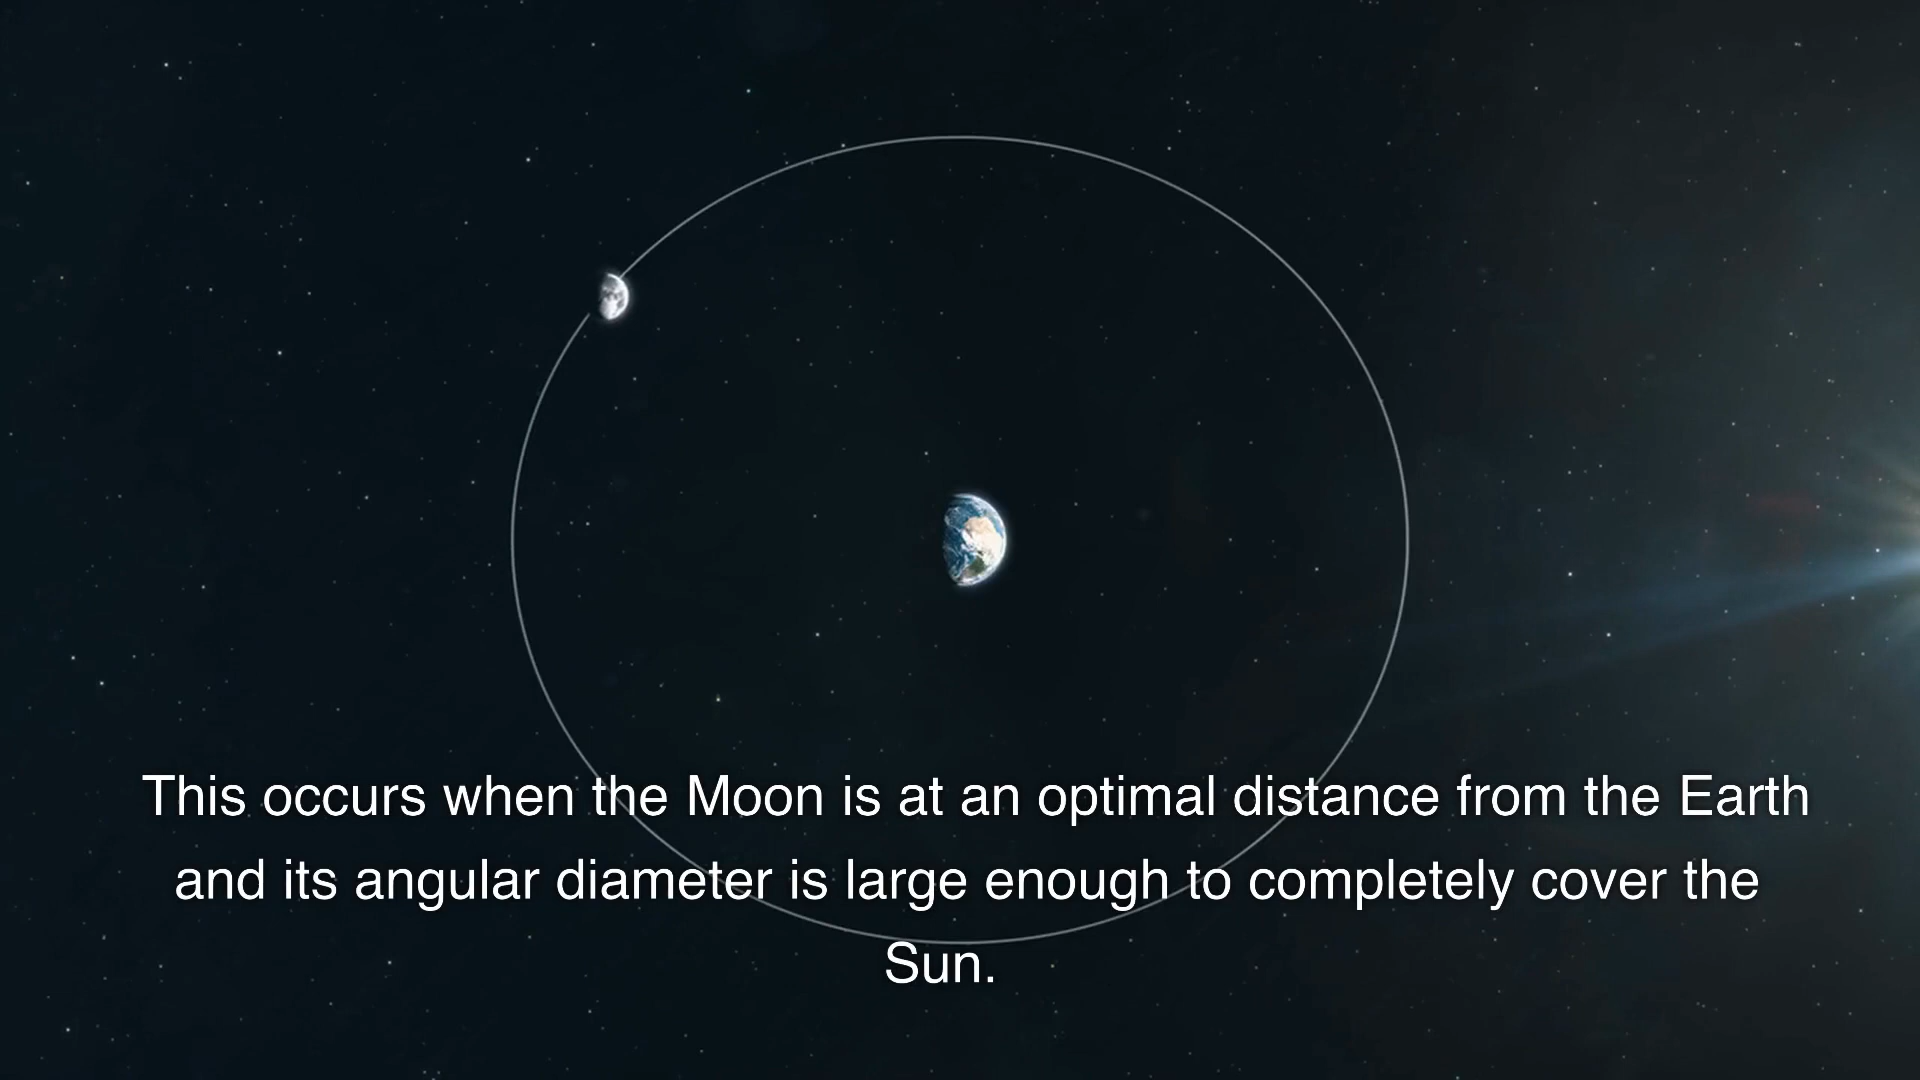 This occurs when the Moon is at an optimal distance from the Earth
and its angular diameter is large enough to completely cover the
Sun.